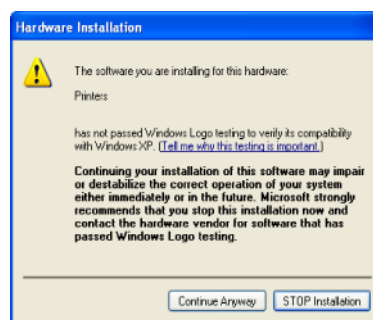 Hardware Installation
The software you are installing for this hardware:
Printers
has not passed Windows Logo testing to verify its compatibility
with Windows XP. (Tell me why this testing is important.)
Continuing your installation of this software may impair
or destabilize the correct operation of your system
either immediately or in the future. Microsoft strongly
recommends that you stop this installation now and
contact the hardware vendor for software that has
passed Windows Logo testing.
Continue Anyway
STOP Installation